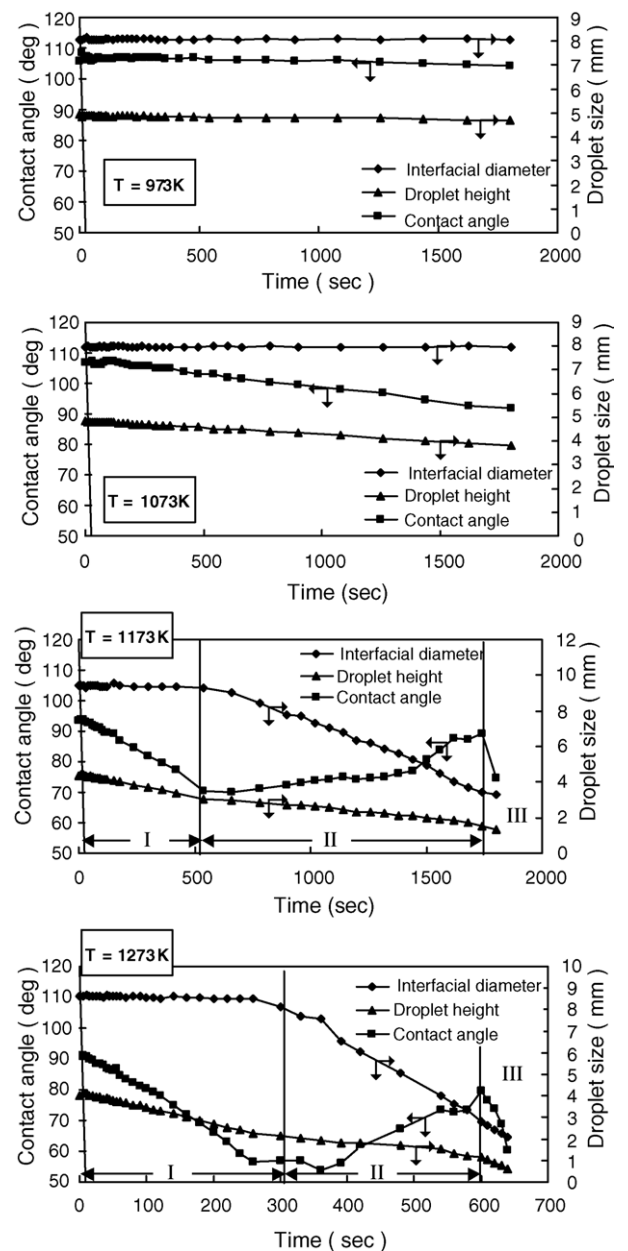 Contact angle ( deg )
120
110
100
90
80
70
60
50
T = 973K
Interfacial diameter
Droplet height
Contact angle
9
8
7
6
5
4
3
2
1
0
Droplet size ( mm )
0 500 1000 1500 2000
Time ( sec )
Contact angle ( deg )
120
110
100
90
80
70
60
50
T = 1073K
Interfacial diameter
Droplet height
Contact angle
9
8
7
6
5
4
3
2
1
0
Droplet size ( mm )
0 500 1000 1500 2000
Time (sec)
T = 1173K
Contact angle ( deg )
120
110
100
90
80
70
60
50
Interfacial diameter
Droplet height
Contact angle
I
II
III
12
10
8
6
4
2
0
Droplet size ( mm )
0 500 1000 1500 2000
Time (sec)
T = 1273K
Contact angle ( deg )
120
110
100
90
80
70
60
50
Interfacial diameter
Droplet height
Contact angle
I
II
III
10
9
8
7
6
5
4
3
2
1
0
Droplet size ( mm )
0 100 200 300 400 500 600 700
Time ( sec )